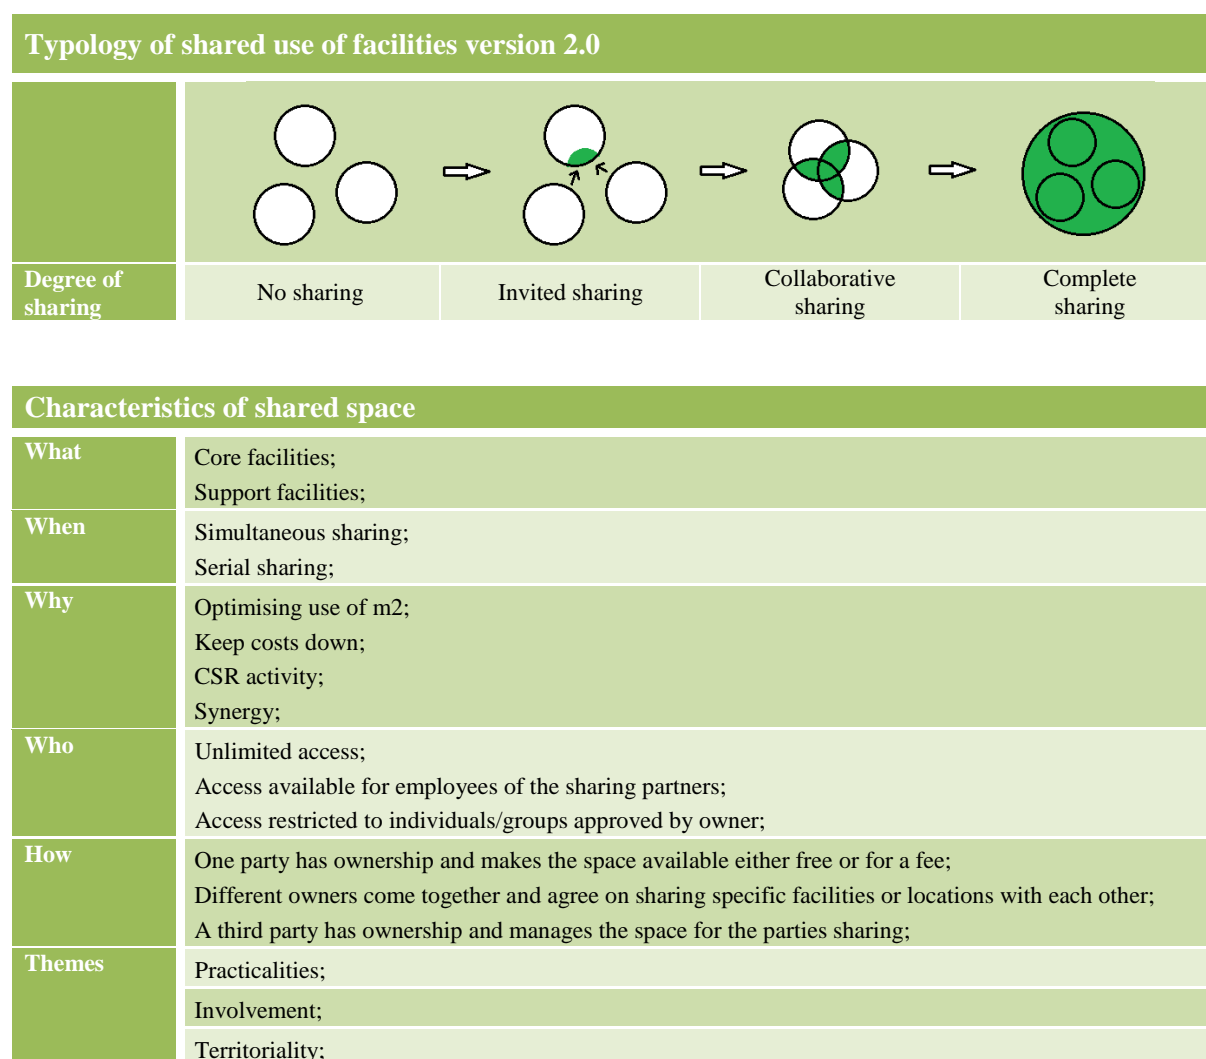 Typology of shared use of facilities version 2.0
Degree of
sharing
No sharing
Invited sharing
Collaborative
sharing
Complete
sharing
Characteristics of shared space
What
Core facilities;
Support facilities;
When
Simultaneous sharing;
Serial sharing;
Why
Optimising use of m2;
Keep costs down;
CSR activity;
Synergy;
Who
Unlimited access;
Access available for employees of the sharing partners;
Access restricted to individuals/groups approved by owner;
How
One party has ownership and makes the space available either free or for a fee;
Different owners come together and agree on sharing specific facilities or locations with each other;
A third party has ownership and manages the space for the parties sharing;
Themes
Practicalities;
Involvement;
Territoriality;